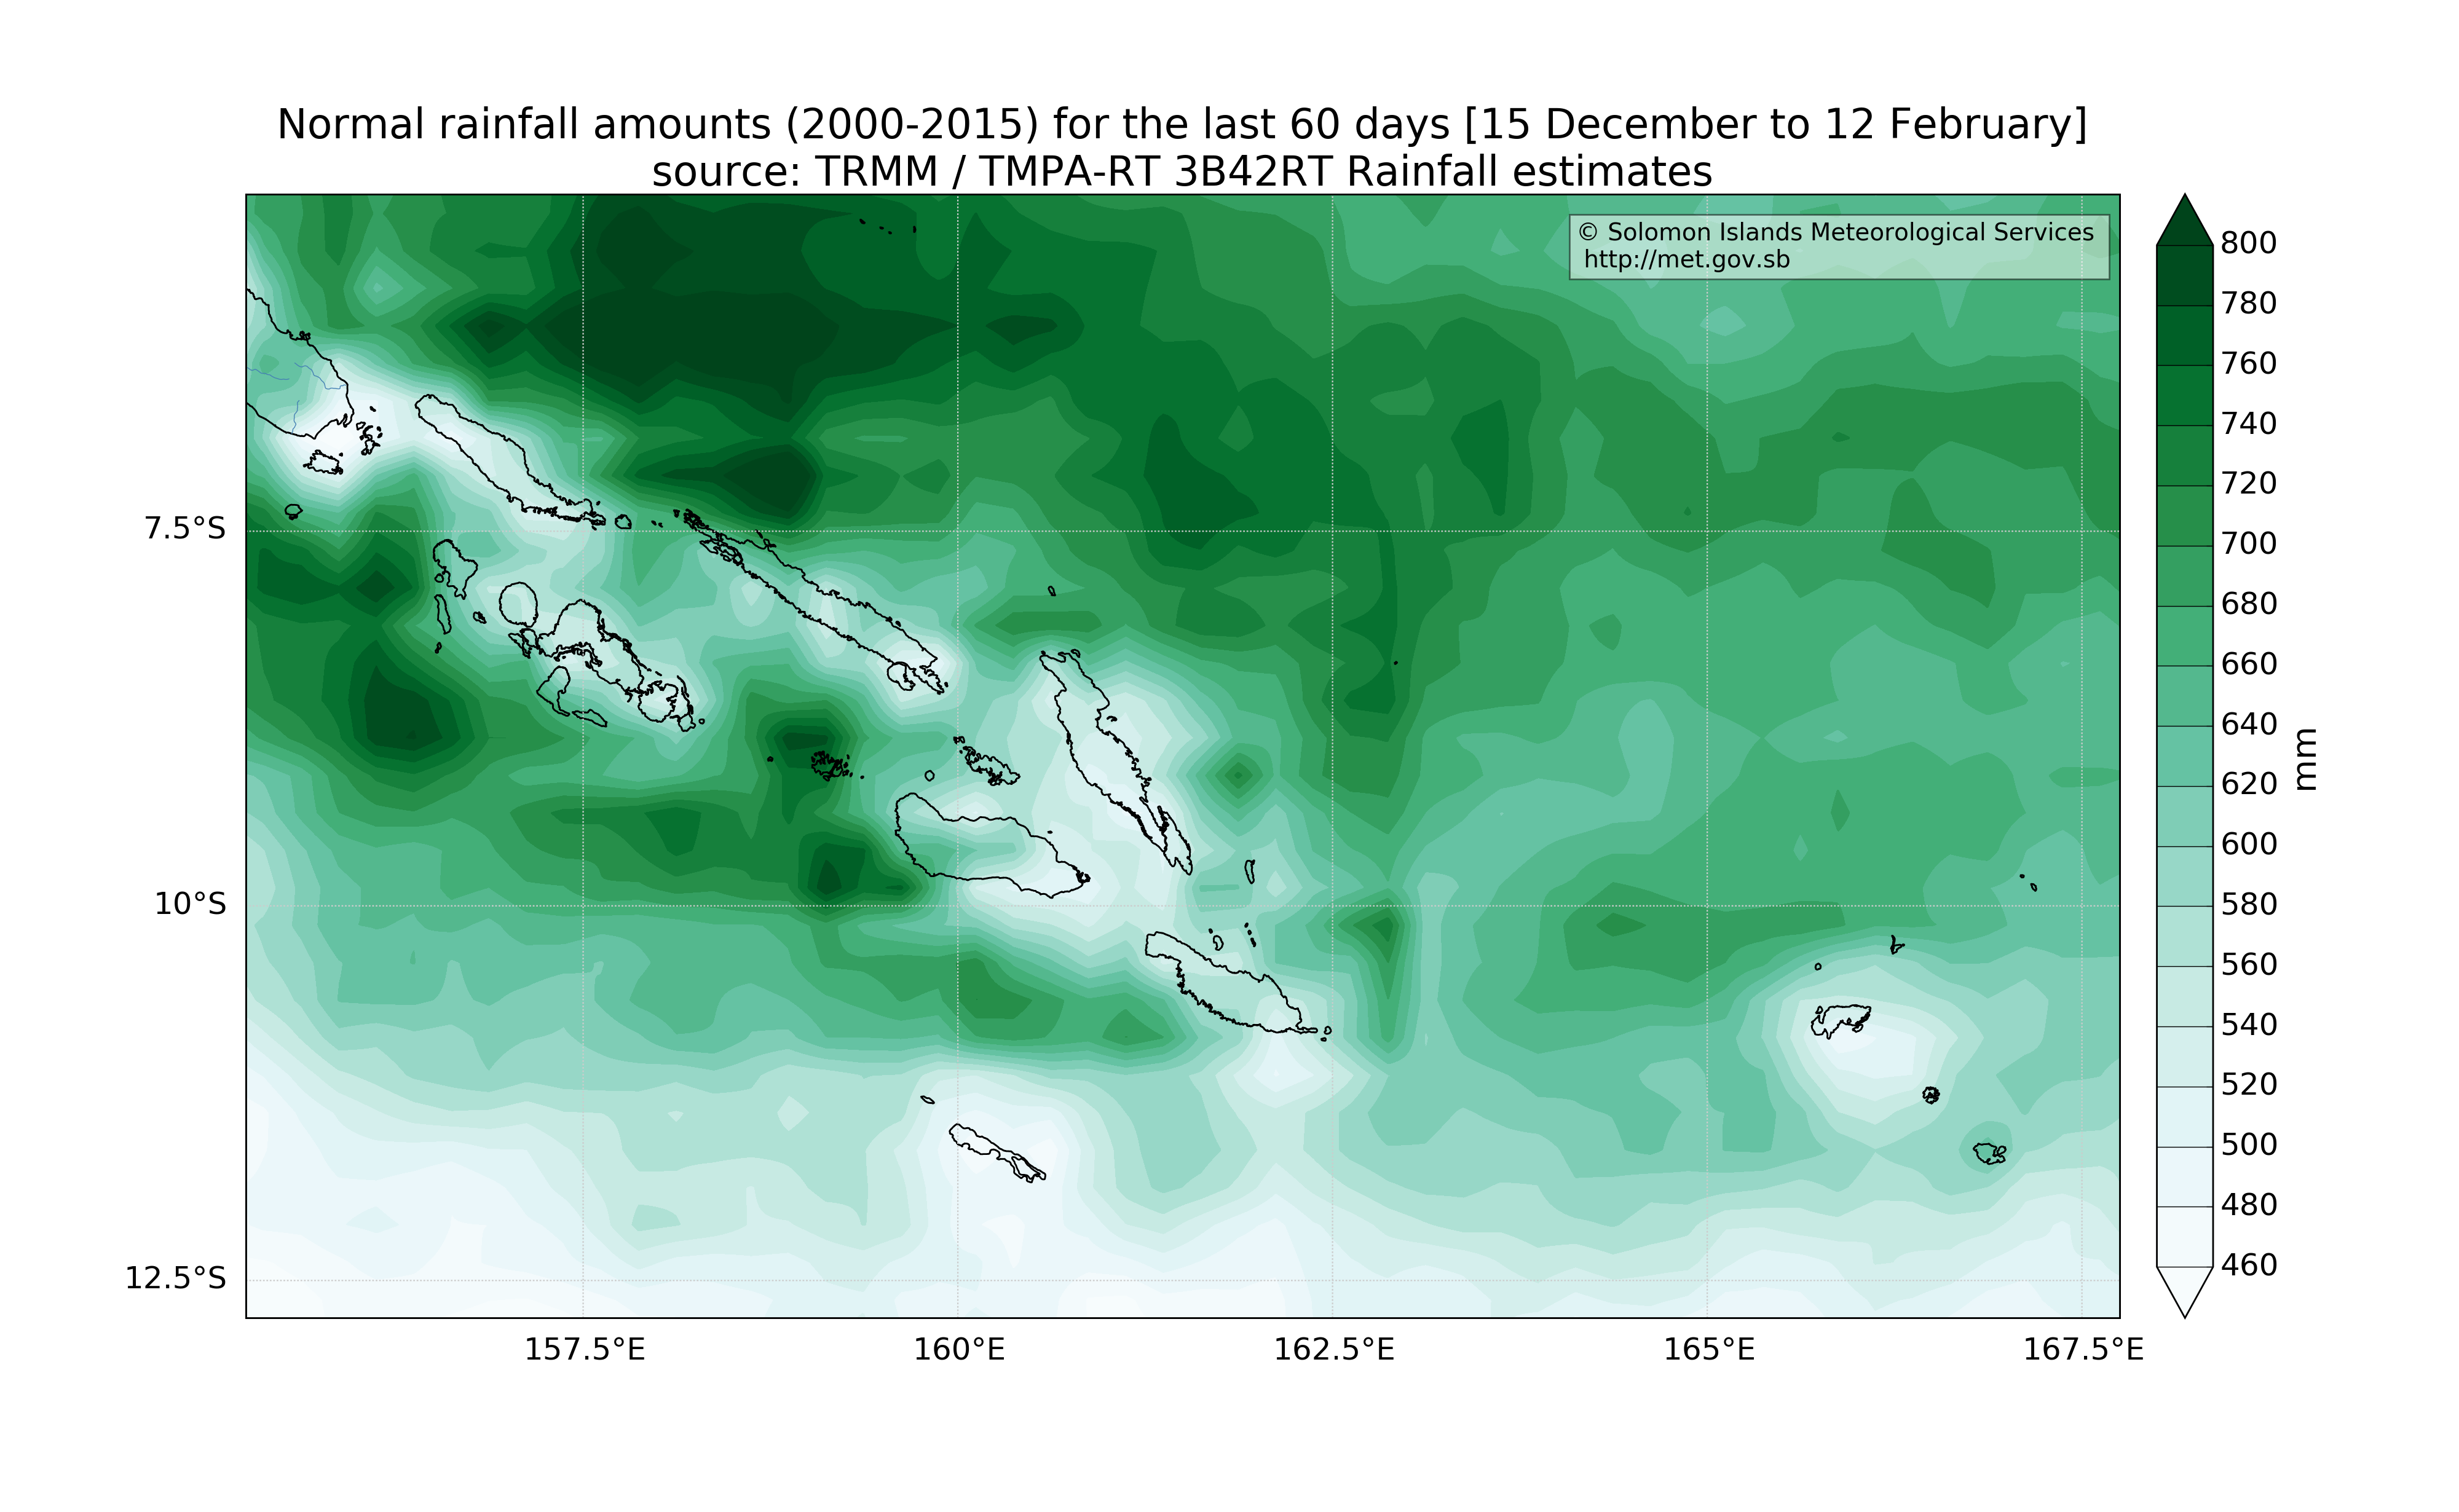 Normal rainfall amounts (2000-2015) for the last 60 days [15 December to 12 February]
source: TRMM / TMPA-RT 3B42RT Rainfall estimates
© Solomon Islands Meteorological Services
http://met.gov.sb
800
780
760
740
720
700
680
660
640
620
600
580
560
540
520
500
480
460
mm
7.5°S
10°S
12.5°S
157.5°E
160°E
162.5°E
165°E
167.5°E